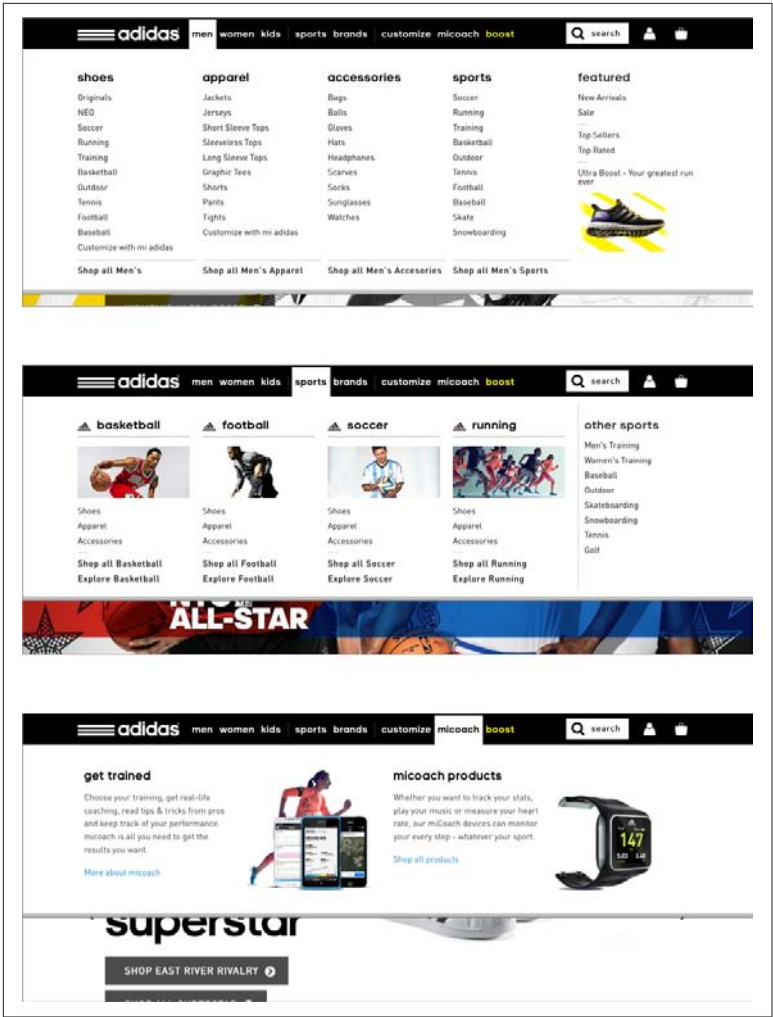 adidas men women kids sports brands customize micoach boost search
shoes
Originals
NEO
Soccer
Running
Training
Basketball
Outdoor
Tennis
Football
Baseball
Customize with mi adidas
Shop all Men's
apparel
Jackets
Jerseys
Short Sleeve Tops
Sleeveless Tops
Long Sleeve Tops
Graphic Tees
Shorts
Pants
Tights
Customize with mi adidas
Shop all Men's Apparel
accessories
Bags
Balls
Gloves
Hats
Headphones
Scarves
Socks
Sunglasses
Watches
Shop all Men's Accesories
sports
Soccer
Running
Training
Basketball
Outdoor
Tennis
Football
Baseball
Skate
Snowboarding
Shop all Men's Sports
featured
New Arrivals
Sale
Top Sellers
Top Rated
Ultra Boost - Your greatest run
ever
adidas men women kids sports brands customize micoach boost search
basketball
Shoes
Apparel
Accessories
Shop all Basketball
Explore Basketball
football
Shoes
Apparel
Accessories
Shop all Football
Explore Football
soccer
Shoes
Apparel
Accessories
Shop all Soccer
Explore Soccer
running
Shoes
Apparel
Accessories
Shop all Running
Explore Running
other sports
Men's Training
Women's Training
Baseball
Outdoor
Skateboarding
Snowboarding
Tennis
Golf
ALL-STAR
adidas men women kids sports brands customize micoach boost search
get trained
Choose your training, get real-life
coaching, read tips & tricks from pros
and keep track of your performance.
micoach is all you need to get the
results you want.
More about micoach
micoach products
Whether you want to track your stats,
play your music or measure your heart
rate, our miCoach devices can monitor
your every step - whatever your sport.
Shop all products
147
superstar
SHOP EAST RIVER RIVALRY